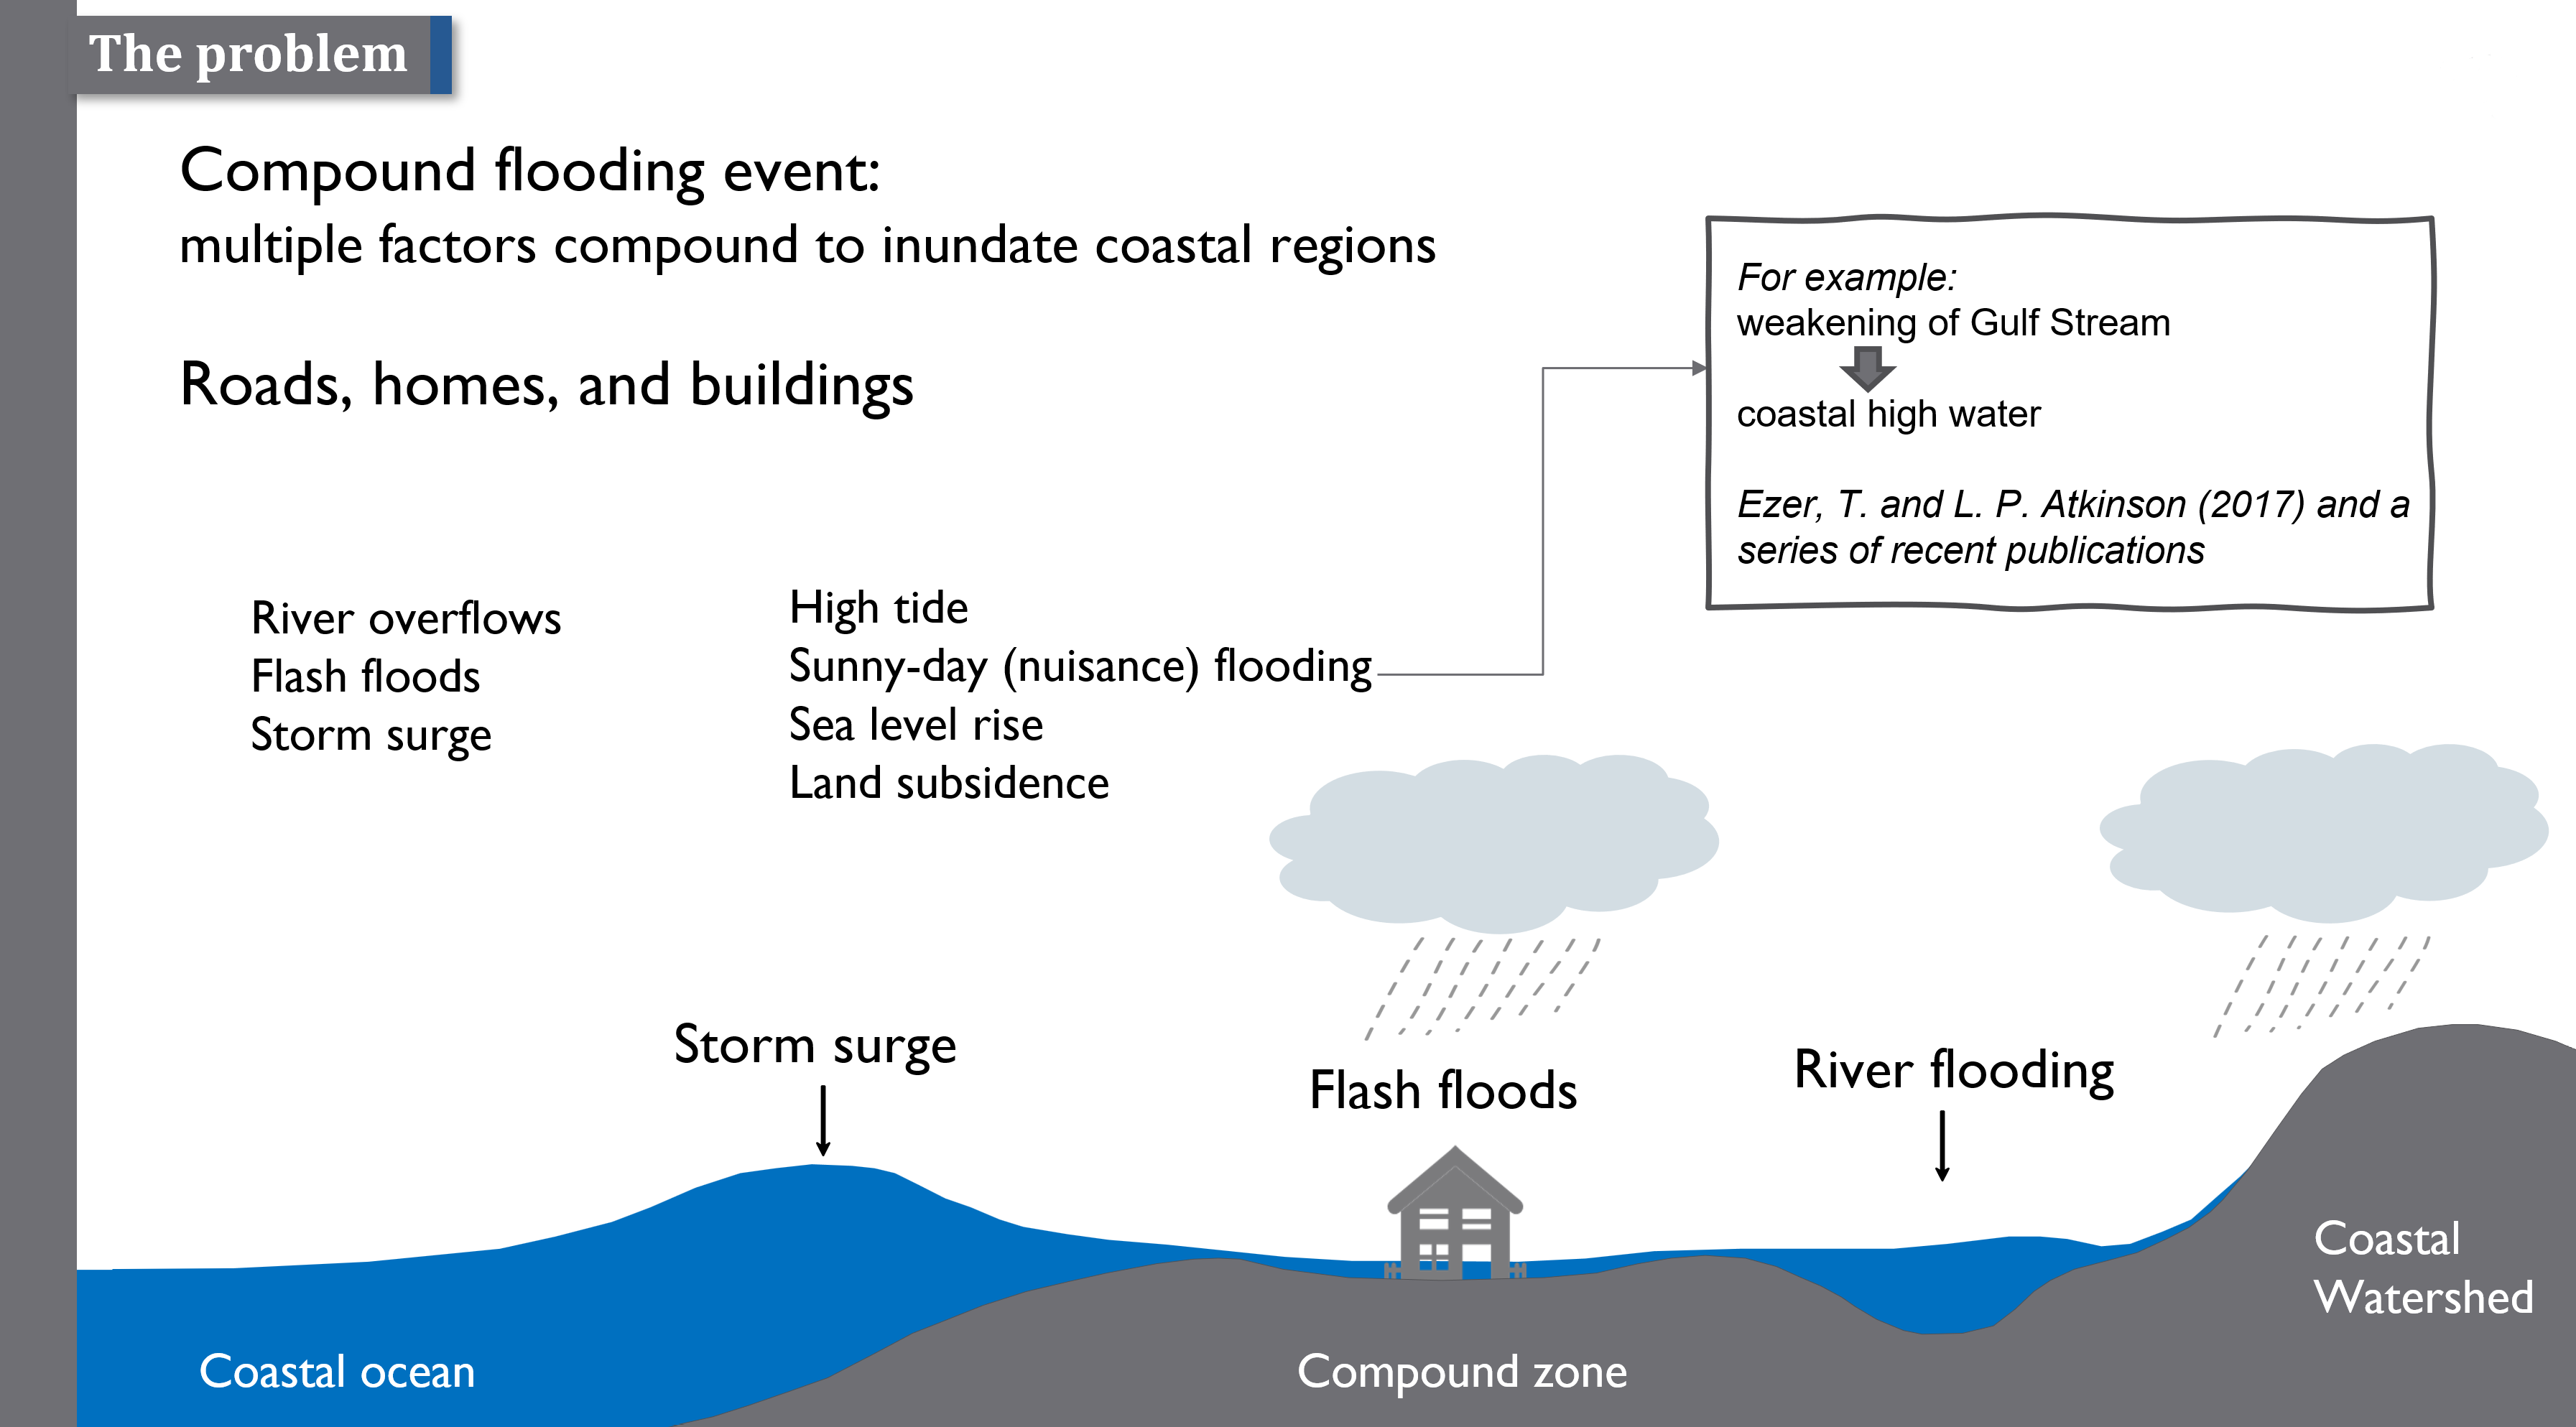 The problem
Compound flooding event:
multiple factors compound to inundate coastal regions
Roads, homes, and buildings
For example:
weakening of Gulf Stream
coastal high water
Ezer, T. and L. P. Atkinson (2017) and a
series of recent publications
River overflows
Flash floods
Storm surge
High tide
Sunny-day (nuisance) flooding
Sea level rise
Land subsidence
Storm surge
Flash floods
River flooding
Coastal ocean
Compound zone
Coastal
Watershed